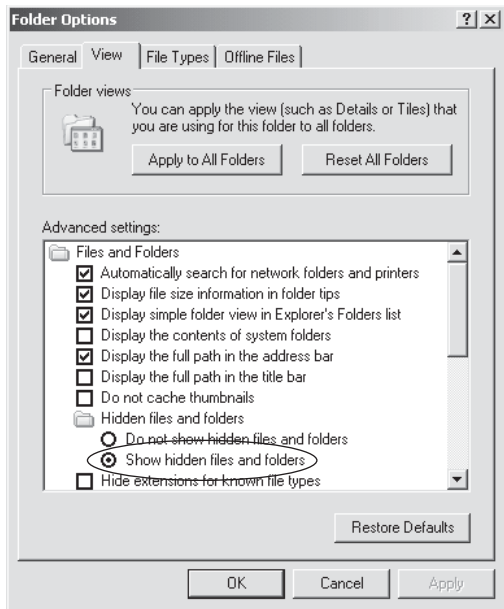 Folder Options
General View File Types Offline Files
Folder views
You can apply the view (such as Details or Tiles) that
you are using for this folder to all folders.
Apply to All Folders Reset All Folders
Advanced settings:
Files and Folders
Automatically search for network folders and printers
Display file size information in folder tips
Display simple folder view in Explorer's Folders list
Display the contents of system folders
Display the full path in the address bar
Display the full path in the title bar
Do not cache thumbnails
Hidden files and folders
Do not show hidden files and folders
Show hidden files and folders
Hide extensions for known file types
Restore Defaults
OK Cancel Apply